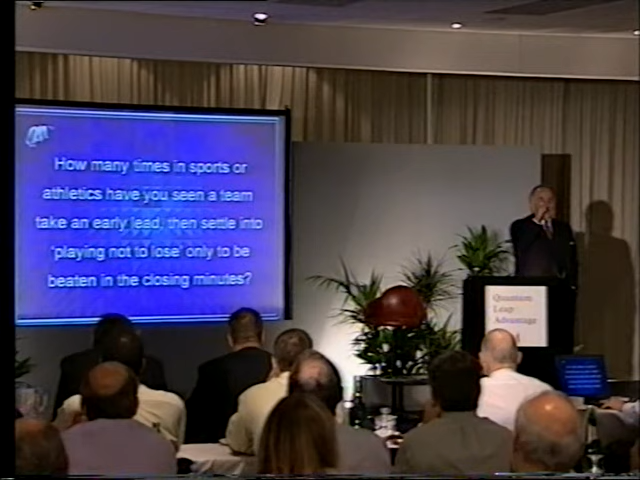 How many times in sports or
athletics have you seen a team
take an early lead, then settle into
'playing not to lose' only to be
beaten in the closing minutes?
Quantum
Leap
Advantage